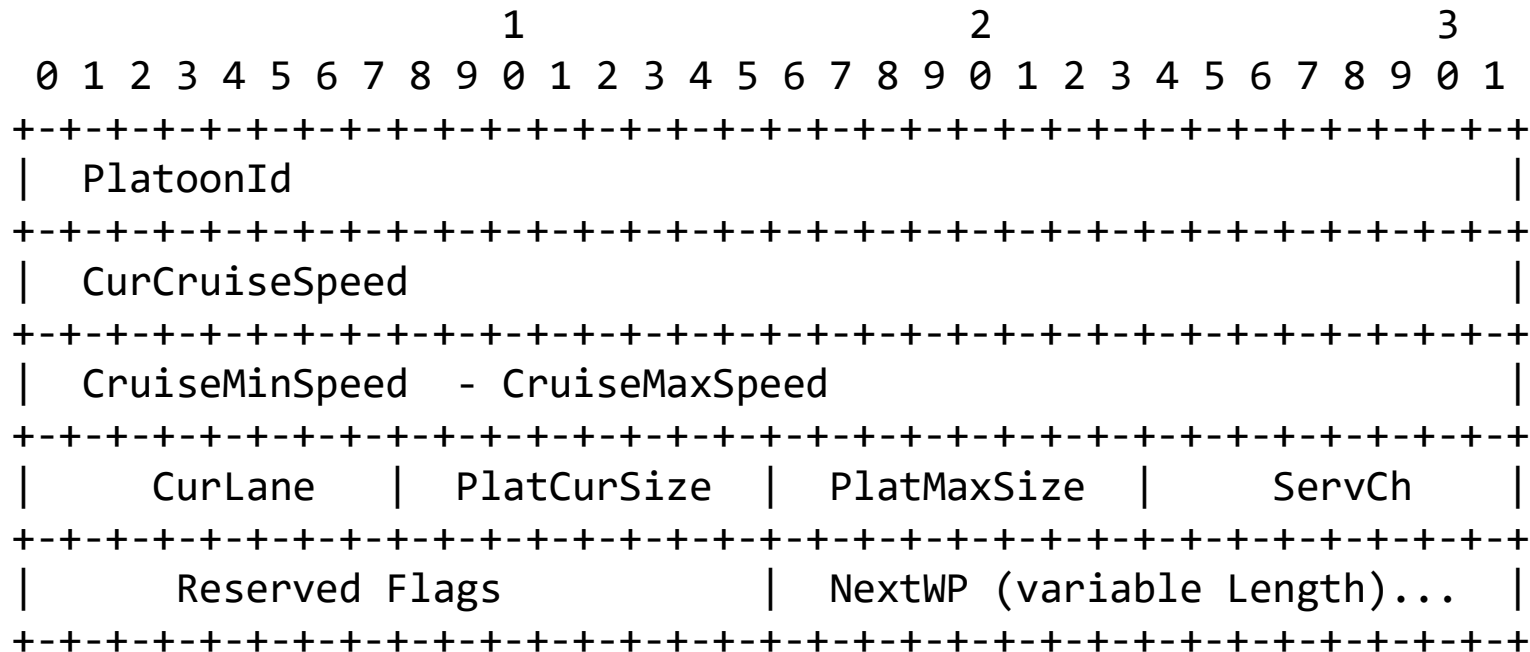 1                   2                   3
 0 1 2 3 4 5 6 7 8 9 0 1 2 3 4 5 6 7 8 9 0 1 2 3 4 5 6 7 8 9 0 1
+-+-+-+-+-+-+-+-+-+-+-+-+-+-+-+-+-+-+-+-+-+-+-+-+-+-+-+-+-+-+-+-+
|  PlatoonId                                                    |
+-+-+-+-+-+-+-+-+-+-+-+-+-+-+-+-+-+-+-+-+-+-+-+-+-+-+-+-+-+-+-+-+
|  CurCruiseSpeed                                               |
+-+-+-+-+-+-+-+-+-+-+-+-+-+-+-+-+-+-+-+-+-+-+-+-+-+-+-+-+-+-+-+-+
|  CruiseMinSpeed  - CruiseMaxSpeed                             |
+-+-+-+-+-+-+-+-+-+-+-+-+-+-+-+-+-+-+-+-+-+-+-+-+-+-+-+-+-+-+-+-+
|     CurLane   |  PlatCurSize  |  PlatMaxSize  |     ServCh    |
+-+-+-+-+-+-+-+-+-+-+-+-+-+-+-+-+-+-+-+-+-+-+-+-+-+-+-+-+-+-+-+-+
|      Reserved Flags           |  NextWP (variable Length)...  |
+-+-+-+-+-+-+-+-+-+-+-+-+-+-+-+-+-+-+-+-+-+-+-+-+-+-+-+-+-+-+-+-+